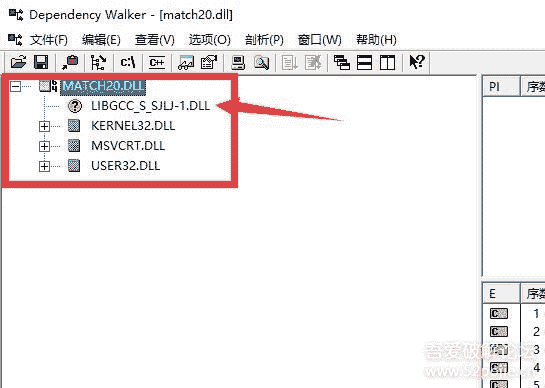 Dependency Walker - [match20.dll]
文件(F) 编辑(E) 查看(V) 选项(O) 剖析(P) 窗口(W) 帮助(H)
c:\ C++
MATCH20.DLL
LIBGCC_S_SJLJ-1.DLL
KERNEL32.DLL
MSVCRT.DLL
USER32.DLL
PI 序数
E 序数
C 1
C 2
C 3
C 4
C 5
吾爱破解论坛
www.52pojie.cn